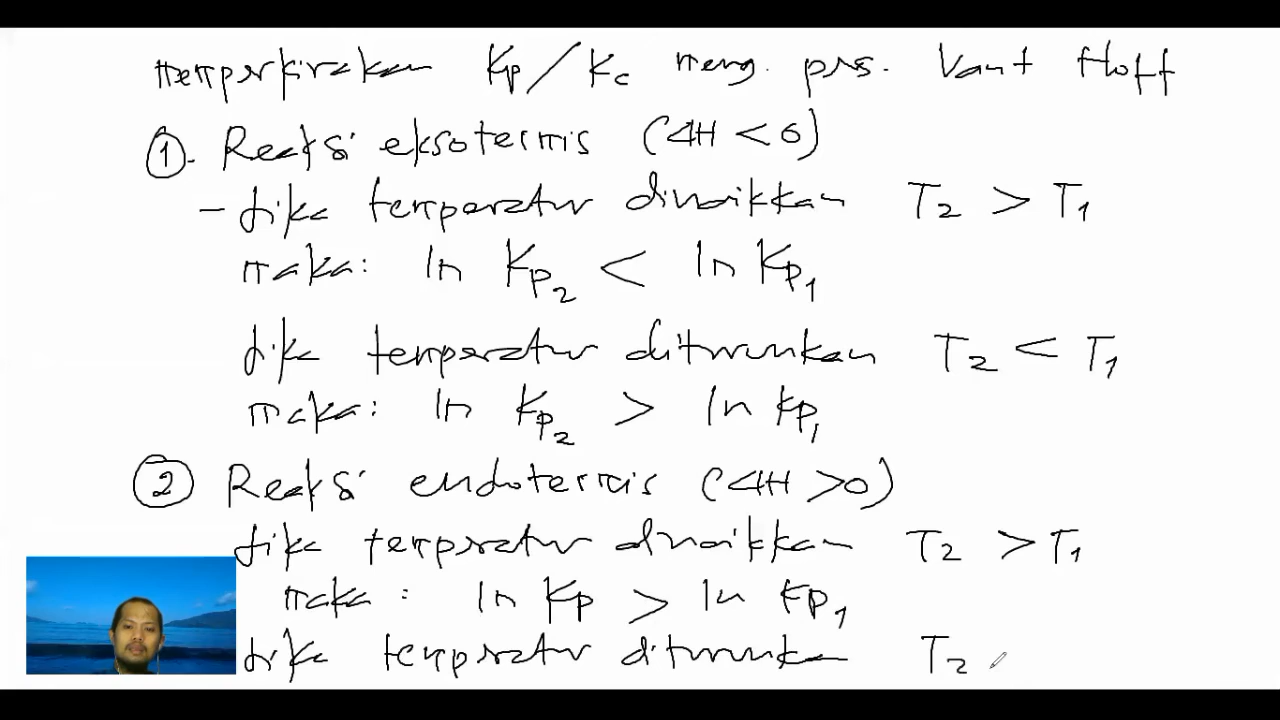 Memperkirakan Kp/Kc meng. prs. Vant Hoff
①. Reaksi eksotermis (ΔH < 0)
- Jika temperatur dinaikkan T₂ > T₁
maka: ln Kp₂ < ln Kp₁
Jika temperatur diturunkan T₂ < T₁
maka: ln Kp₂ > ln Kp₁
② Reaksi endotermis (ΔH > 0)
Jika temperatur dinaikkan T₂ > T₁
maka: ln Kp > ln Kp₁
Jika temperatur diturunkan T₂